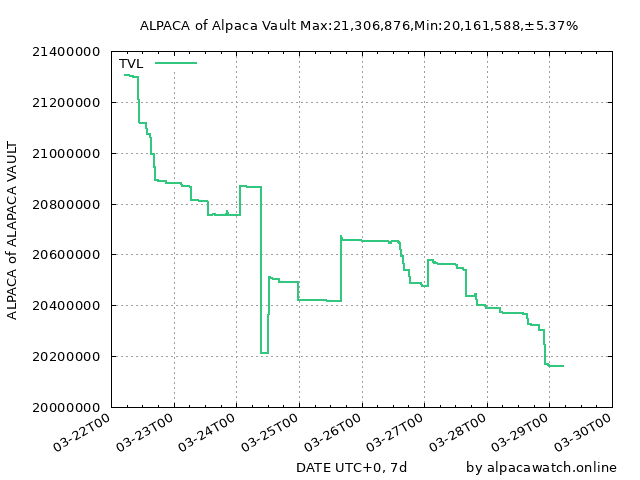 ALPACA of Alpaca Vault Max:21,306,876,Min:20,161,588,±5.37%
TVL
21400000
21200000
21000000
20800000
20600000
20400000
20200000
20000000
ALPACA of ALAPACA VAULT
03-22T00
03-23T00
03-24T00
03-25T00
03-26T00
03-27T00
03-28T00
03-29T00
03-30T00
DATE UTC+0, 7d
by alpacawatch.online